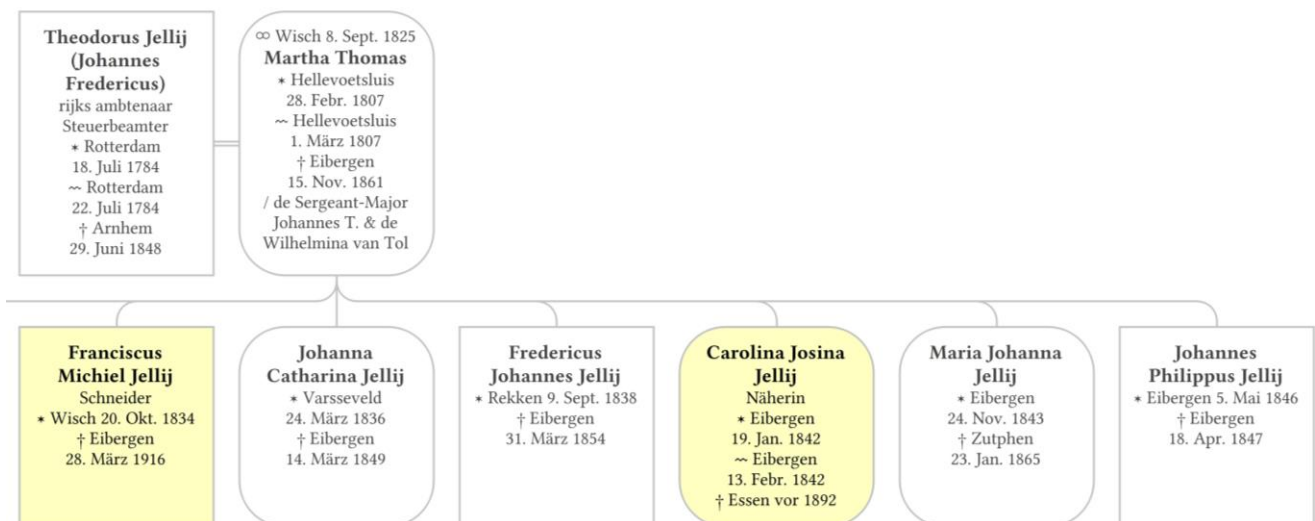 Theodorus Jellij
(Johannes
Fredericus)
rijks ambtenaar
Steuerbeamter
* Rotterdam
18. Juli 1784
~ Rotterdam
22. Juli 1784
† Arnhem
29. Juni 1848
∞ Wisch 8. Sept. 1825
Martha Thomas
* Hellevoetsluis
28. Febr. 1807
~ Hellevoetsluis
1. März 1807
† Eibergen
15. Nov. 1861
/ de Sergeant-Major
Johannes T. & de
Wilhelmina van Tol
Franciscus
Michiel Jellij
Schneider
* Wisch 20. Okt. 1834
† Eibergen
28. März 1916
Johanna
Catharina Jellij
* Varsseveld
24. März 1836
† Eibergen
14. März 1849
Fredericus
Johannes Jellij
* Rekken 9. Sept. 1838
† Eibergen
31. März 1854
Carolina Josina
Jellij
Näherin
* Eibergen
19. Jan. 1842
~ Eibergen
13. Febr. 1842
† Essen vor 1892
Maria Johanna
Jellij
* Eibergen
24. Nov. 1843
† Zutphen
23. Jan. 1865
Johannes
Philippus Jellij
* Eibergen 5. Mai 1846
† Eibergen
18. Apr. 1847